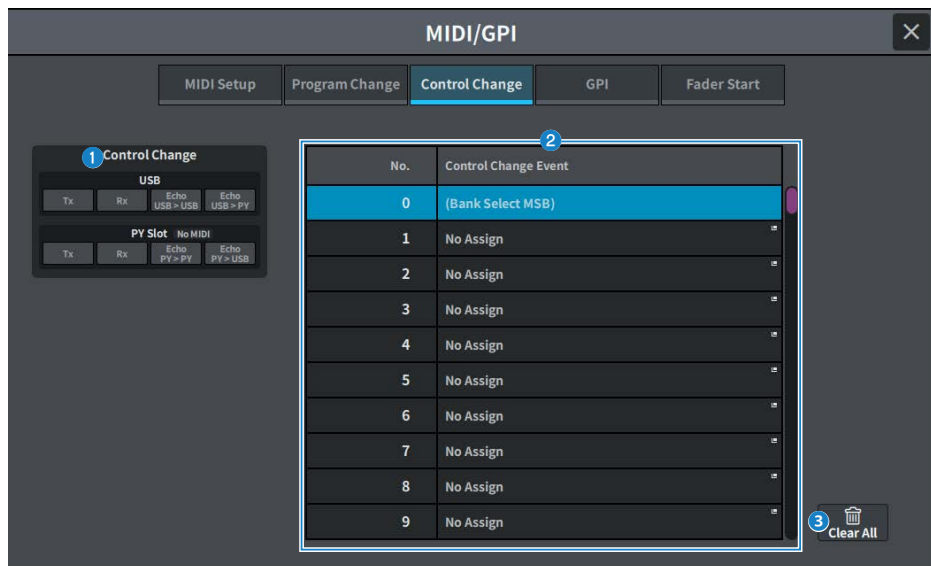 MIDI/GPI
MIDI Setup
Program Change
Control Change
GPI
Fader Start
1
Control Change
USB
Tx
Rx
Echo
USB > USB
Echo
USB > PY
PY Slot No MIDI
Tx
Rx
Echo
PY > PY
Echo
PY > USB
2
No. Control Change Event
0 (Bank Select MSB)
1 No Assign
2 No Assign
3 No Assign
4 No Assign
5 No Assign
6 No Assign
7 No Assign
8 No Assign
9 No Assign
3
Clear All